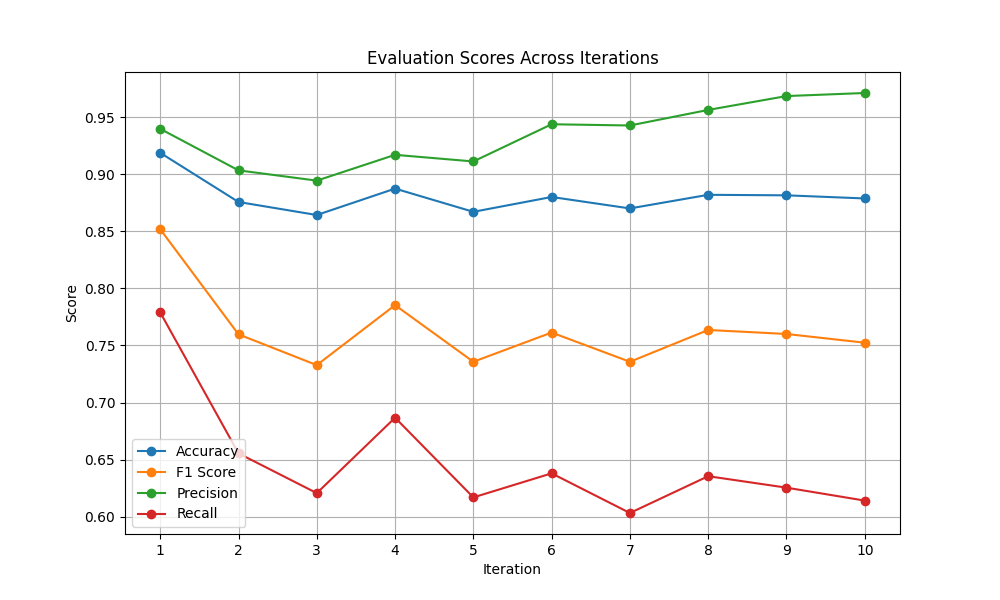 Evaluation Scores Across Iterations
Score
0.95
0.90
0.85
0.80
0.75
0.70
0.65
0.60
Accuracy
F1 Score
Precision
Recall
1 2 3 4 5 6 7 8 9 10
Iteration